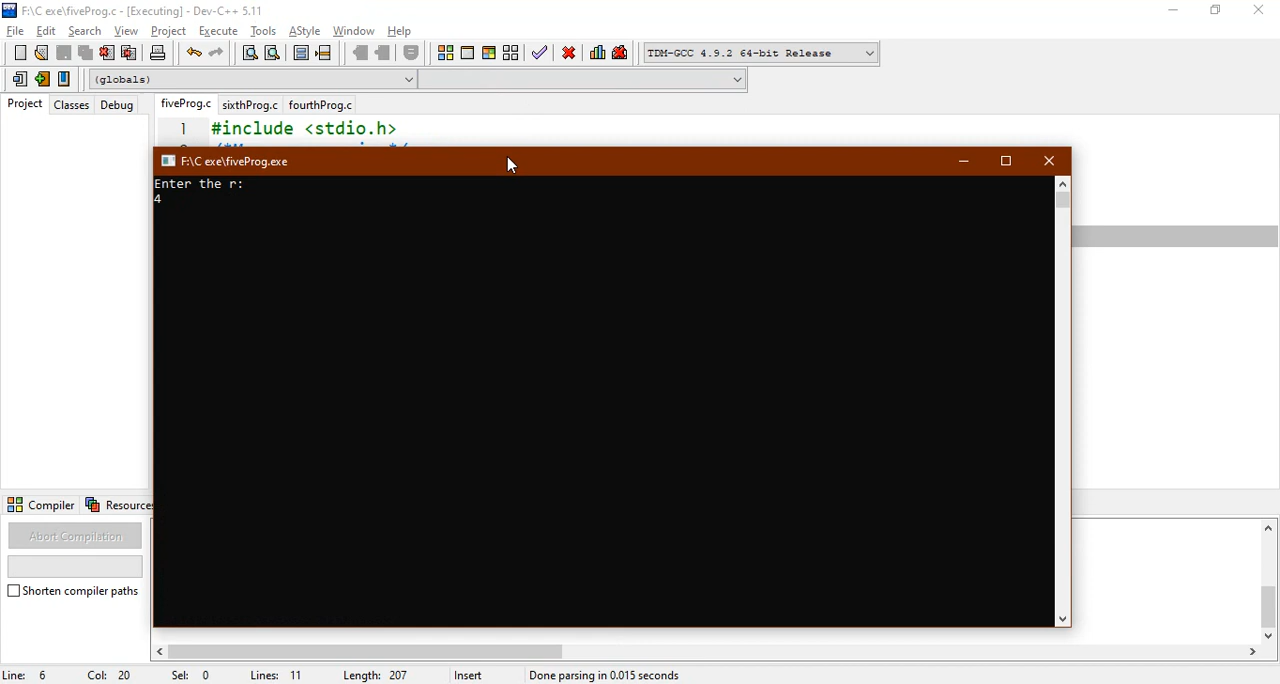 F:\C exe\fiveProg.c - [Executing] - Dev-C++ 5.11
File Edit Search View Project Execute Tools AStyle Window Help
TDM-GCC 4.9.2 64-bit Release
(globals)
Project Classes Debug fiveProg.c sixthProg.c fourthProg.c
1 #include <stdio.h>
F:\C exe\fiveProg.exe
Enter the r:
4
Compiler Resources
Abort Compilation
Shorten compiler paths
Line: 6 Col: 20 Sel: 0 Lines: 11 Length: 207 Insert Done parsing in 0.015 seconds